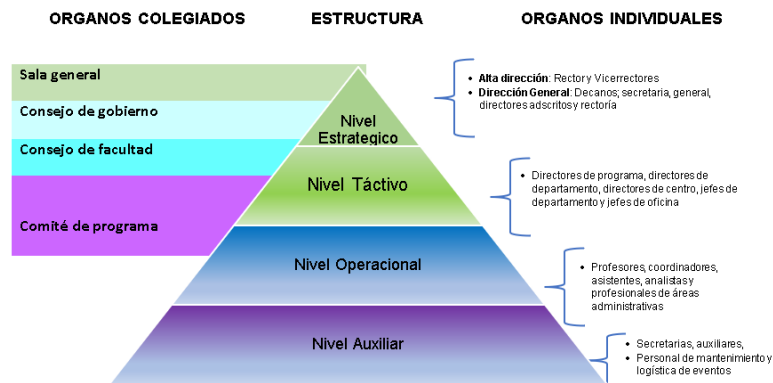 ORGANOS COLEGIADOS
ESTRUCTURA
ORGANOS INDIVIDUALES
Sala general
Consejo de gobierno
Consejo de facultad
Comité de programa
Nivel
Estrategico
Nivel Táctivo
Nivel Operacional
Nivel Auxiliar
• Alta dirección: Rector y Vicerrectores
• Dirección General: Decanos; secretaria, general,
directores adscritos y rectoría
• Directores de programa, directores de
departamento, directores de centro, jefes de
departamento y jefes de oficina
• Profesores, coordinadores,
asistentes, analistas y
profesionales de áreas
administrativas
• Secretarias, auxiliares,
• Personal de mantenimiento y
logística de eventos